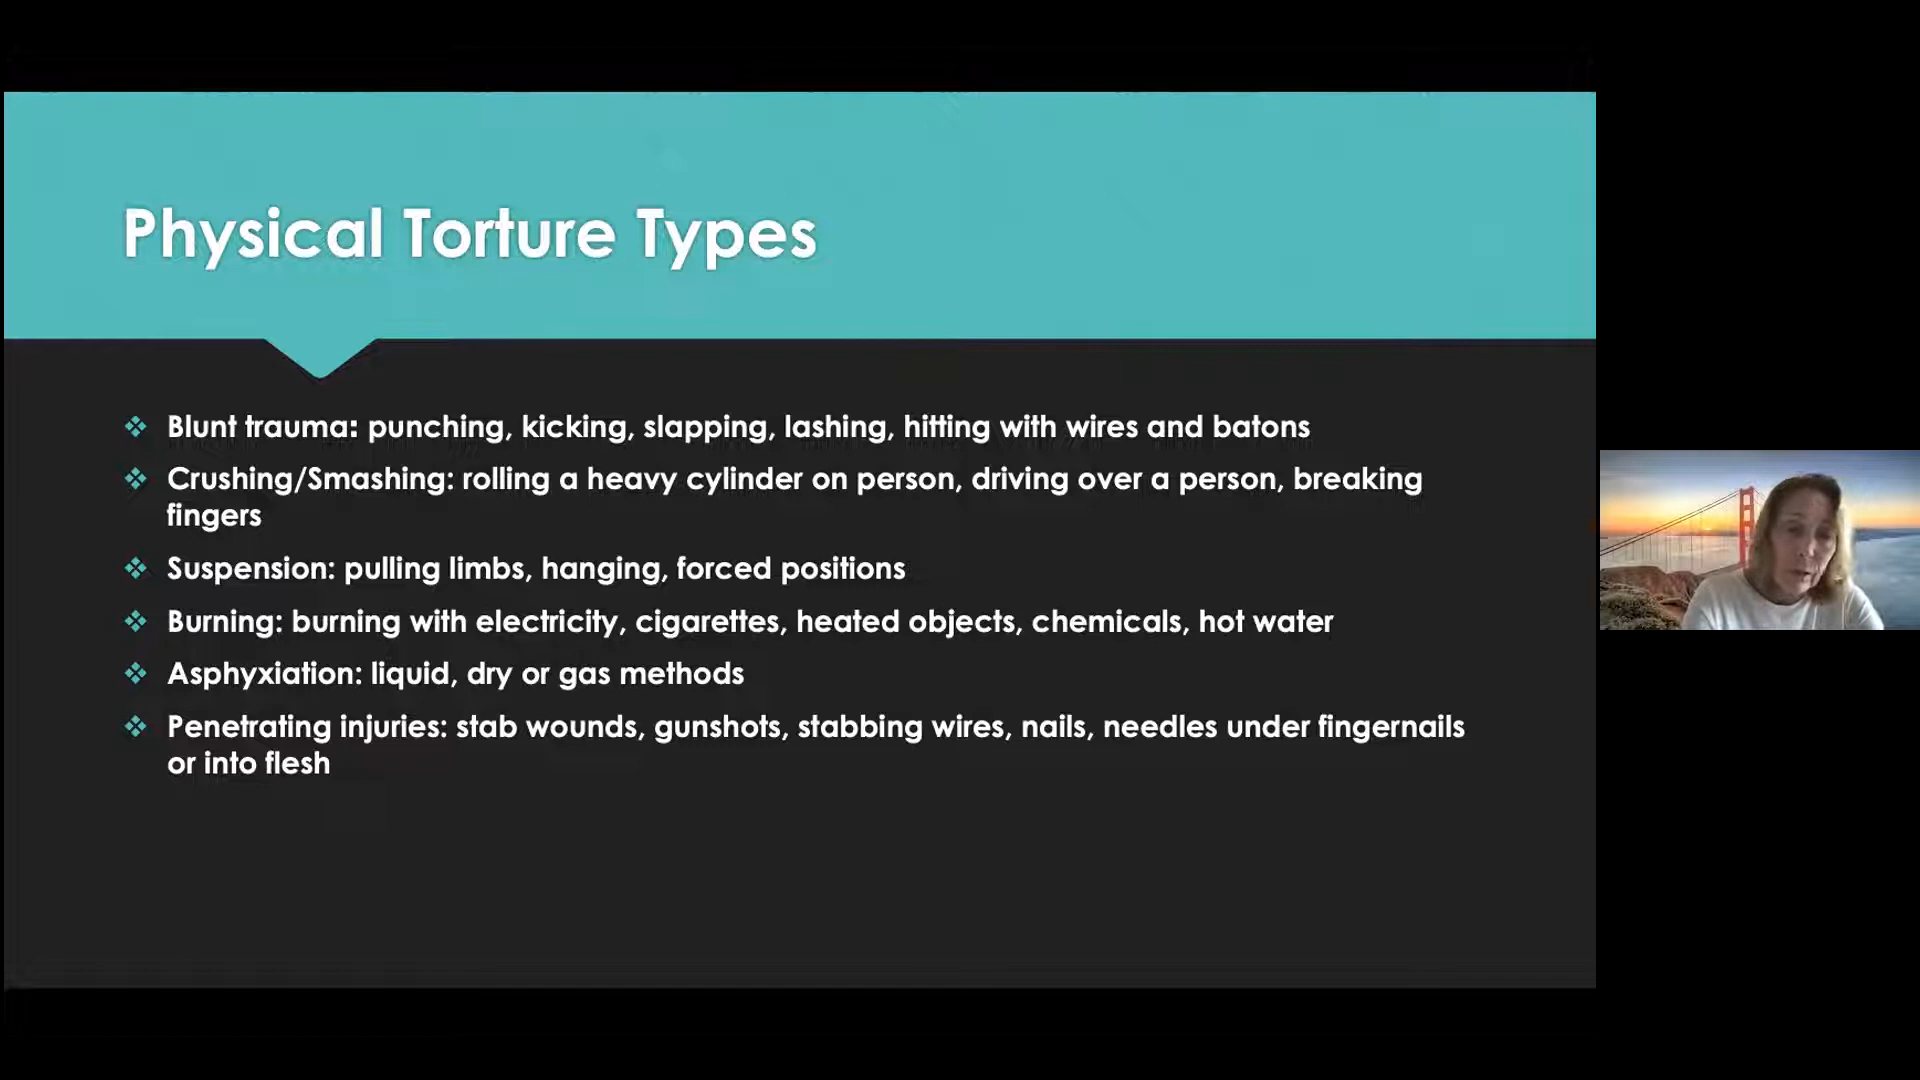 Physical Torture Types
❖ Blunt trauma: punching, kicking, slapping, lashing, hitting with wires and batons
❖ Crushing/Smashing: rolling a heavy cylinder on person, driving over a person, breaking
fingers
❖ Suspension: pulling limbs, hanging, forced positions
❖ Burning: burning with electricity, cigarettes, heated objects, chemicals, hot water
❖ Asphyxiation: liquid, dry or gas methods
❖ Penetrating injuries: stab wounds, gunshots, stabbing wires, nails, needles under fingernails
or into flesh